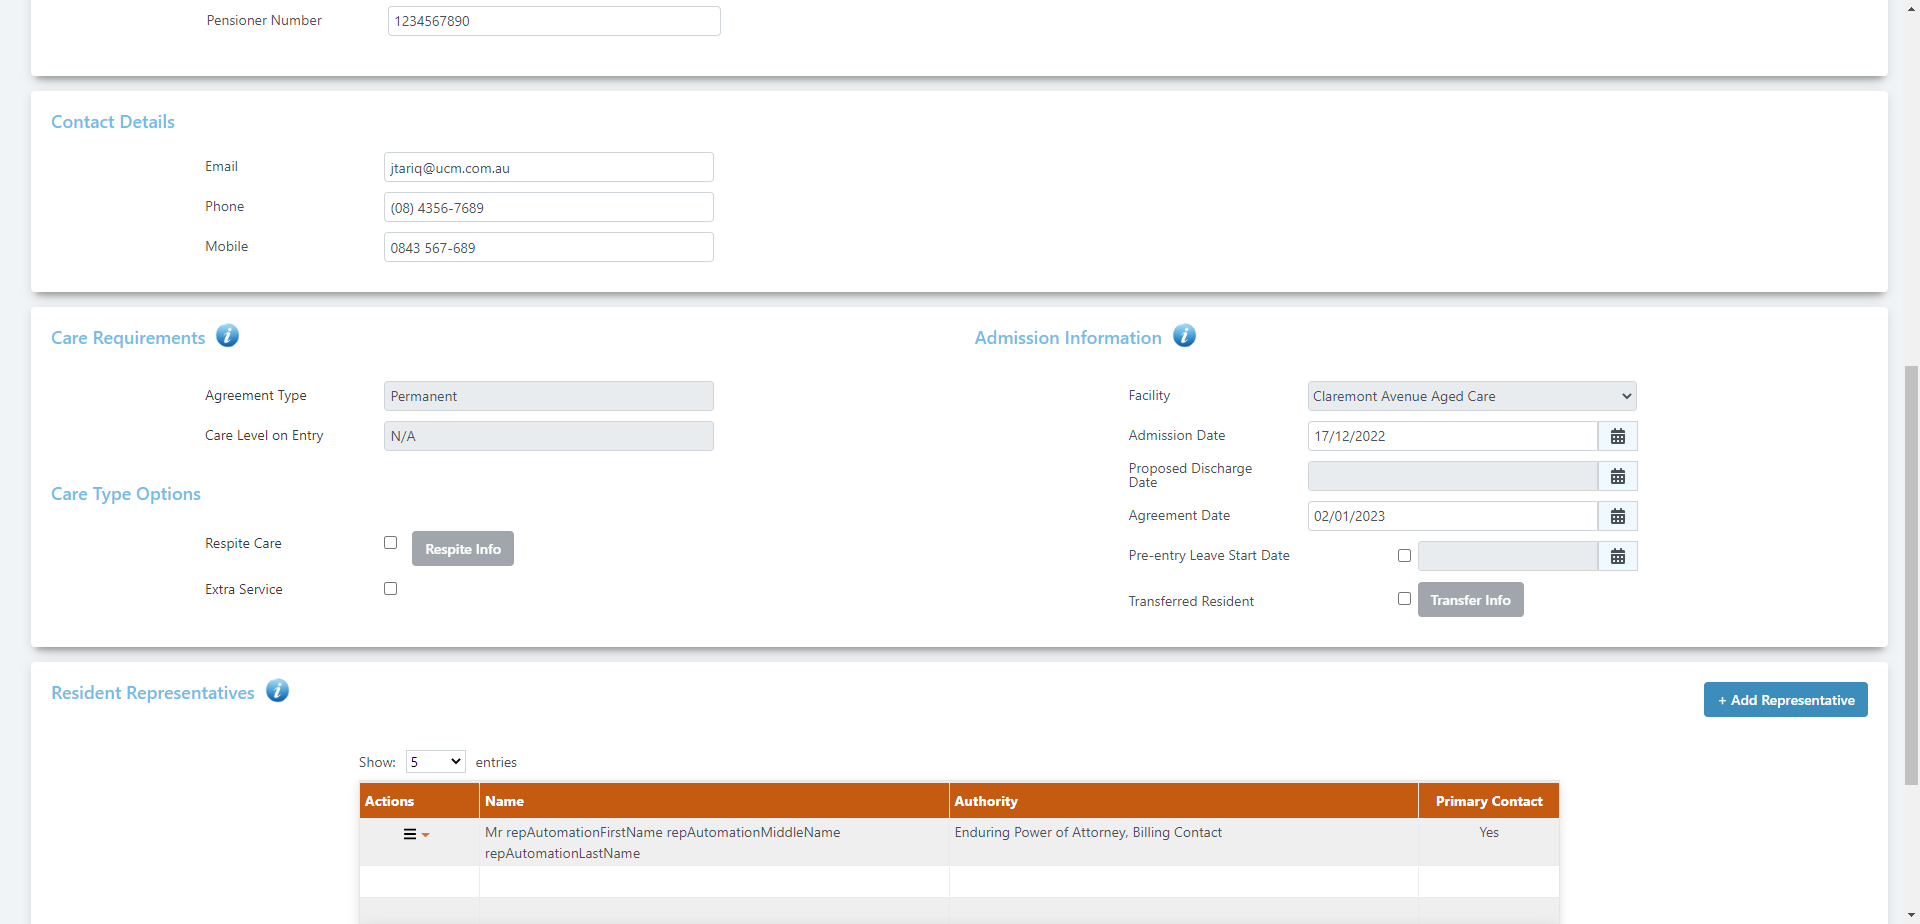 Pensioner Number 1234567890
Contact Details
Email jtariq@ucm.com.au
Phone (08) 4356-7689
Mobile 0843 567-689
Care Requirements i
Agreement Type Permanent
Care Level on Entry N/A
Care Type Options
Respite Care Respite Info
Extra Service
Admission Information i
Facility Claremont Avenue Aged Care
Admission Date 17/12/2022
Proposed Discharge
Date
Agreement Date 02/01/2023
Pre-entry Leave Start Date
Transferred Resident Transfer Info
Resident Representatives i
+ Add Representative
Show: 5 entries
Actions Name Authority Primary Contact
Mr repAutomationFirstName repAutomationMiddleName Enduring Power of Attorney, Billing Contact Yes
repAutomationLastName